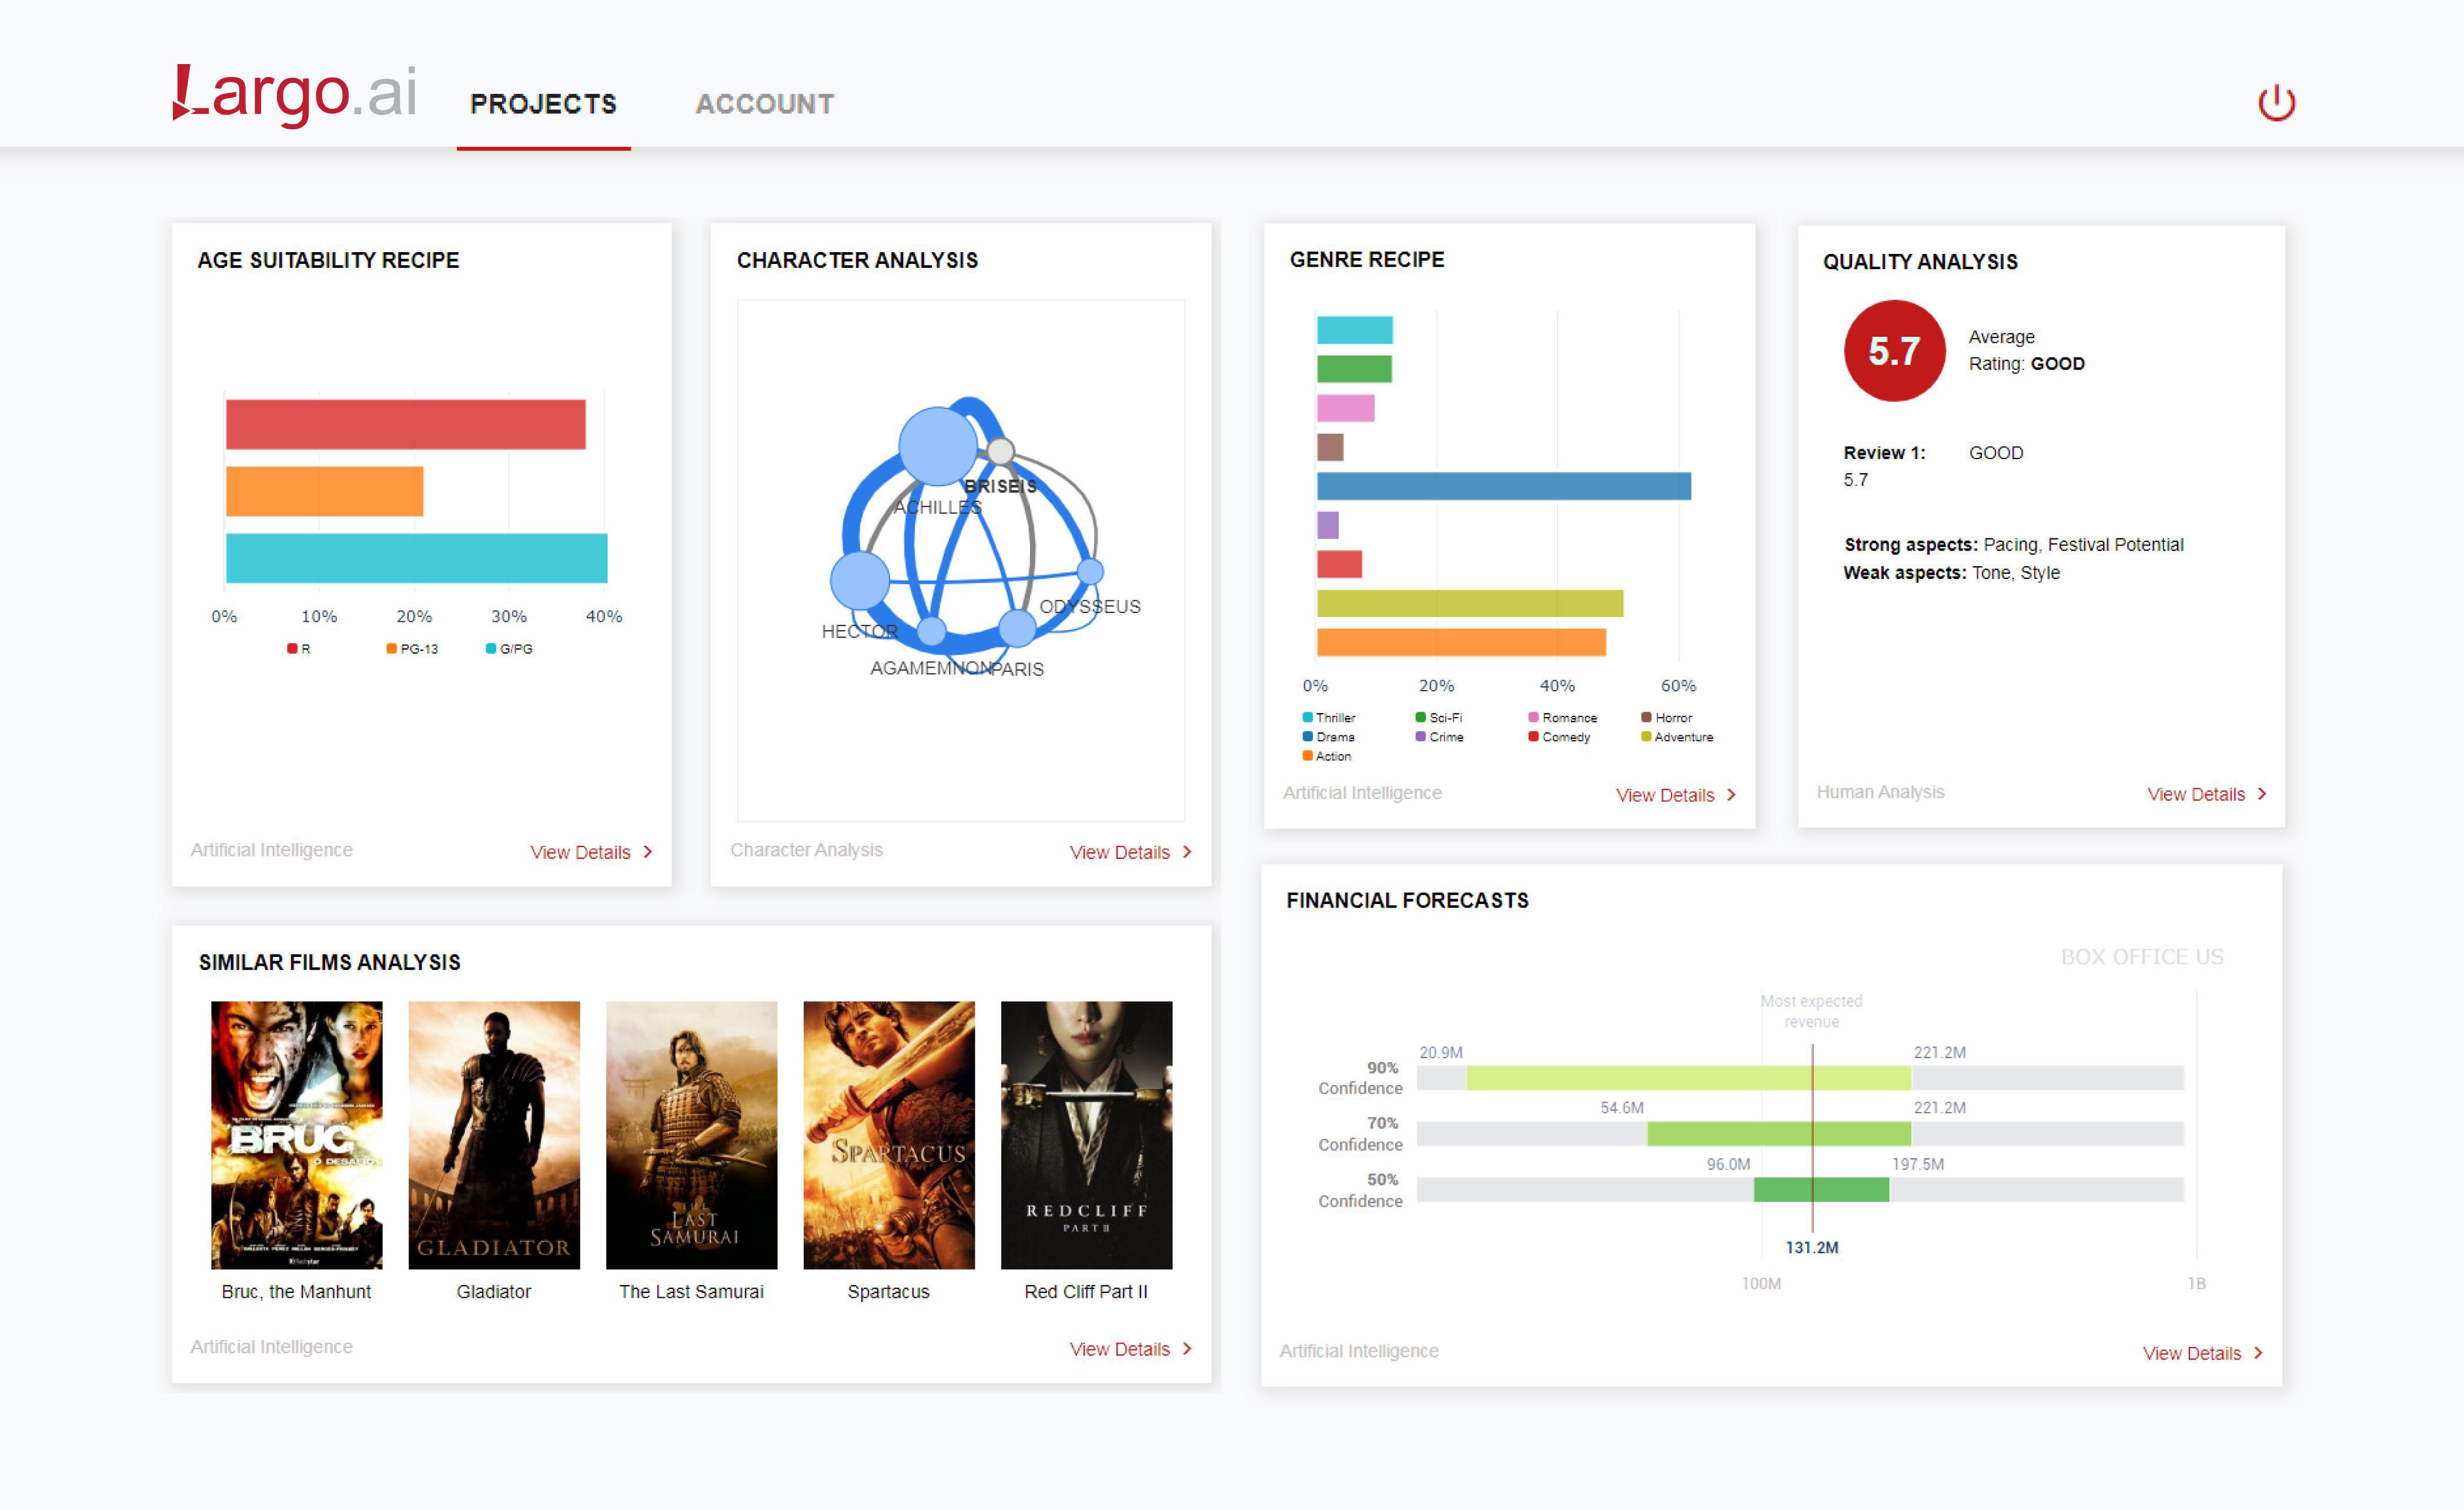 Largo.ai
PROJECTS
ACCOUNT
AGE SUITABILITY RECIPE
0% 10% 20% 30% 40%
R PG-13 G/PG
Artificial Intelligence
View Details
CHARACTER ANALYSIS
BRISEIS
ACHILLES
ODYSSEUS
HECTOR
AGAMEMNON
PARIS
Character Analysis
View Details
GENRE RECIPE
0% 20% 40% 60%
Thriller Sci-Fi Romance Horror
Drama Crime Comedy Adventure
Action
Artificial Intelligence
View Details
QUALITY ANALYSIS
5.7
Average
Rating: GOOD
Review 1: GOOD
5.7
Strong aspects: Pacing, Festival Potential
Weak aspects: Tone, Style
Human Analysis
View Details
SIMILAR FILMS ANALYSIS
BRUC
O DESAFIO
GLADIATOR
LAST
SAMURAI
SPARTACUS
REDCLIFF
PART II
Bruc, the Manhunt
Gladiator
The Last Samurai
Spartacus
Red Cliff Part II
Artificial Intelligence
View Details
FINANCIAL FORECASTS
BOX OFFICE US
Most expected
revenue
20.9M 221.2M
90%
Confidence
54.6M 221.2M
70%
Confidence
96.0M 197.5M
50%
Confidence
131.2M
100M 1B
Artificial Intelligence
View Details